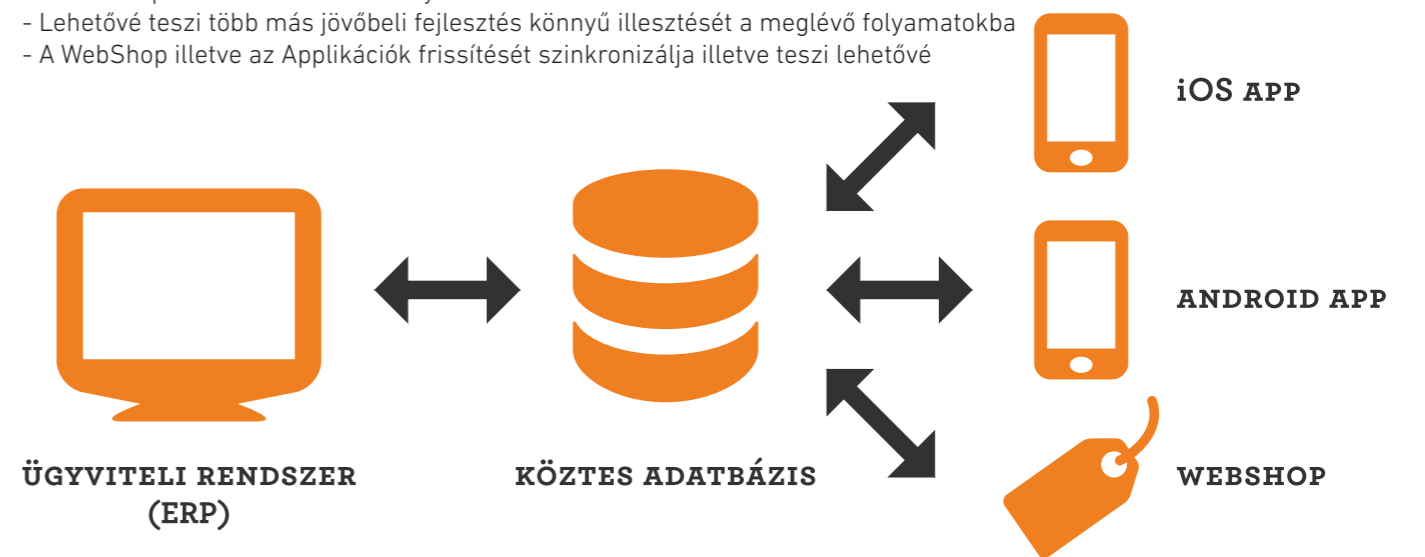 - Lehetővé teszi több más jövőbeli fejlesztés könnyű illesztését a meglévő folyamatokba
- A WebShop illetve az Applikációk frissítését szinkronizálja illetve teszi lehetővé
iOS APP
ANDROID APP
ÜGYVITELI RENDSZER
(ERP)
KÖZTES ADATBÁZIS
WEBSHOP